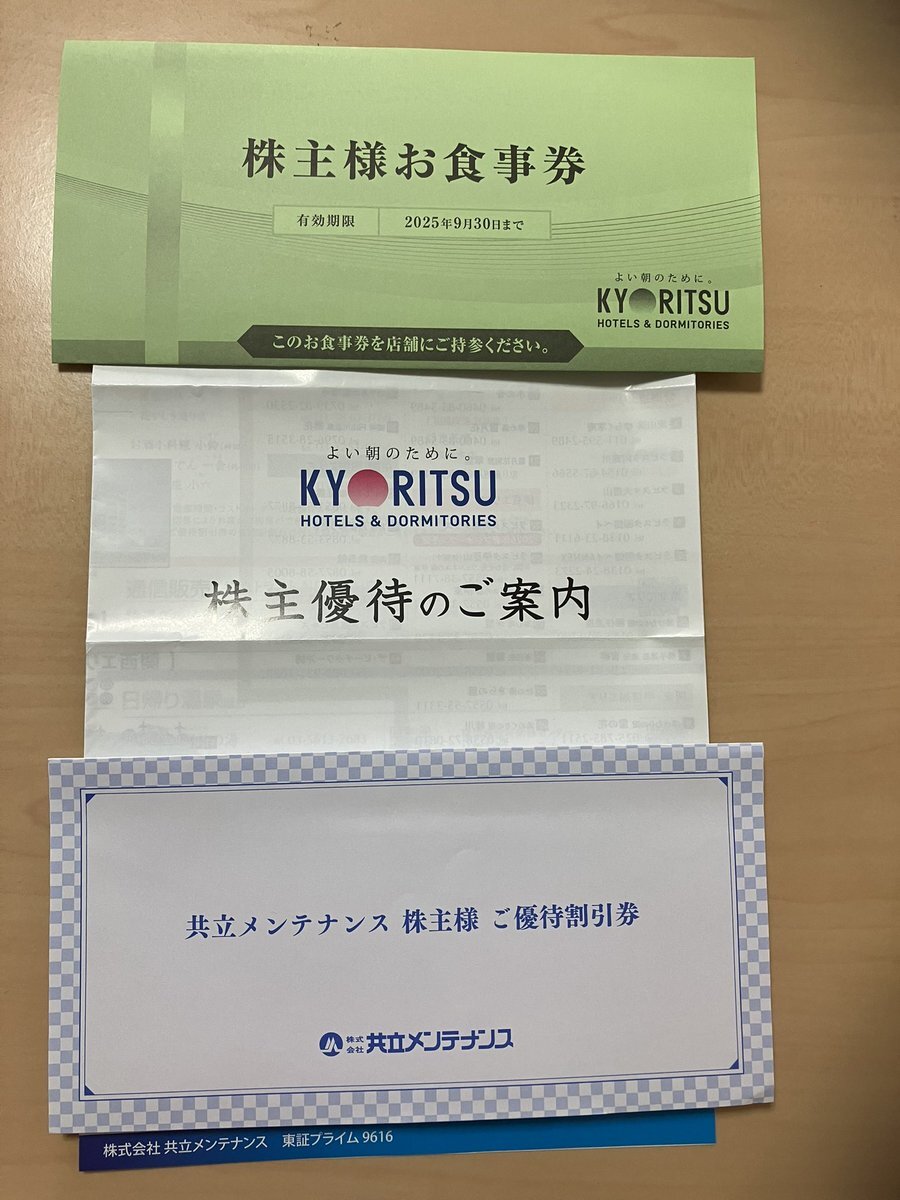 株主様お食事券
有効期限 2025年9月30日まで
よい朝のために。
KYORITSU
HOTELS & DORMITORIES
このお食事券を店舗にご持参ください。
よい朝のために。
KYORITSU
HOTELS & DORMITORIES
株主優待のご案内
共立メンテナンス 株主様 ご優待割引券
株式会社 共立メンテナンス
株式会社 共立メンテナンス 東証プライム 9616